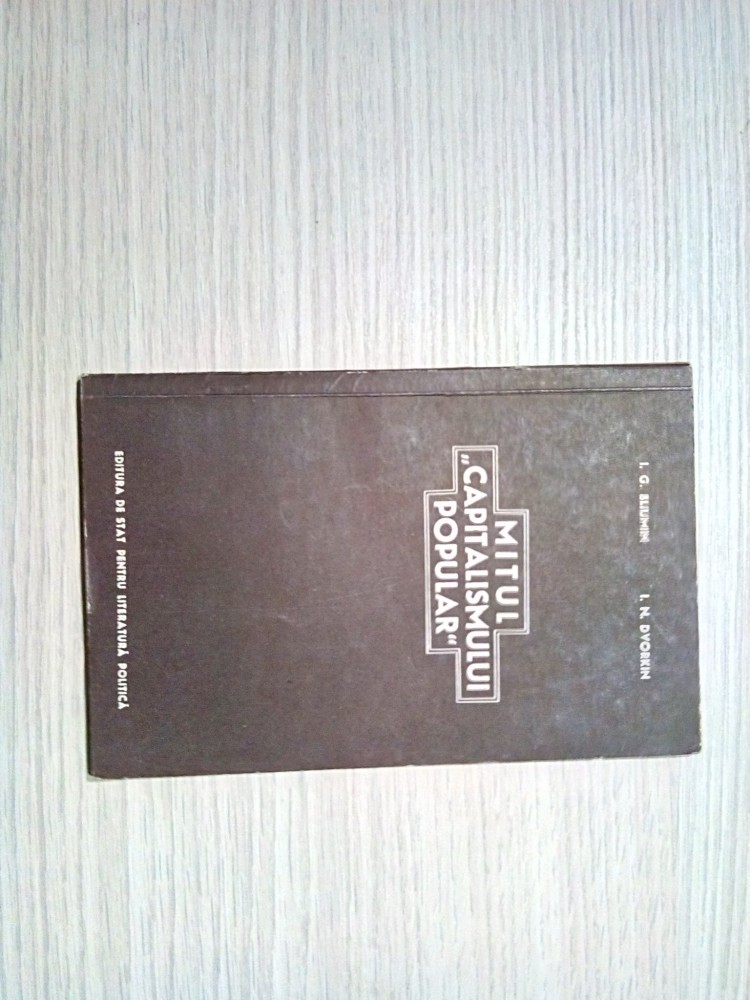 I. G. BLIUMIN I. N. DVORKIN
MITUL
„CAPITALISMULUI
POPULAR“
EDITURA DE STAT PENTRU LITERATURĂ POLITICĂ